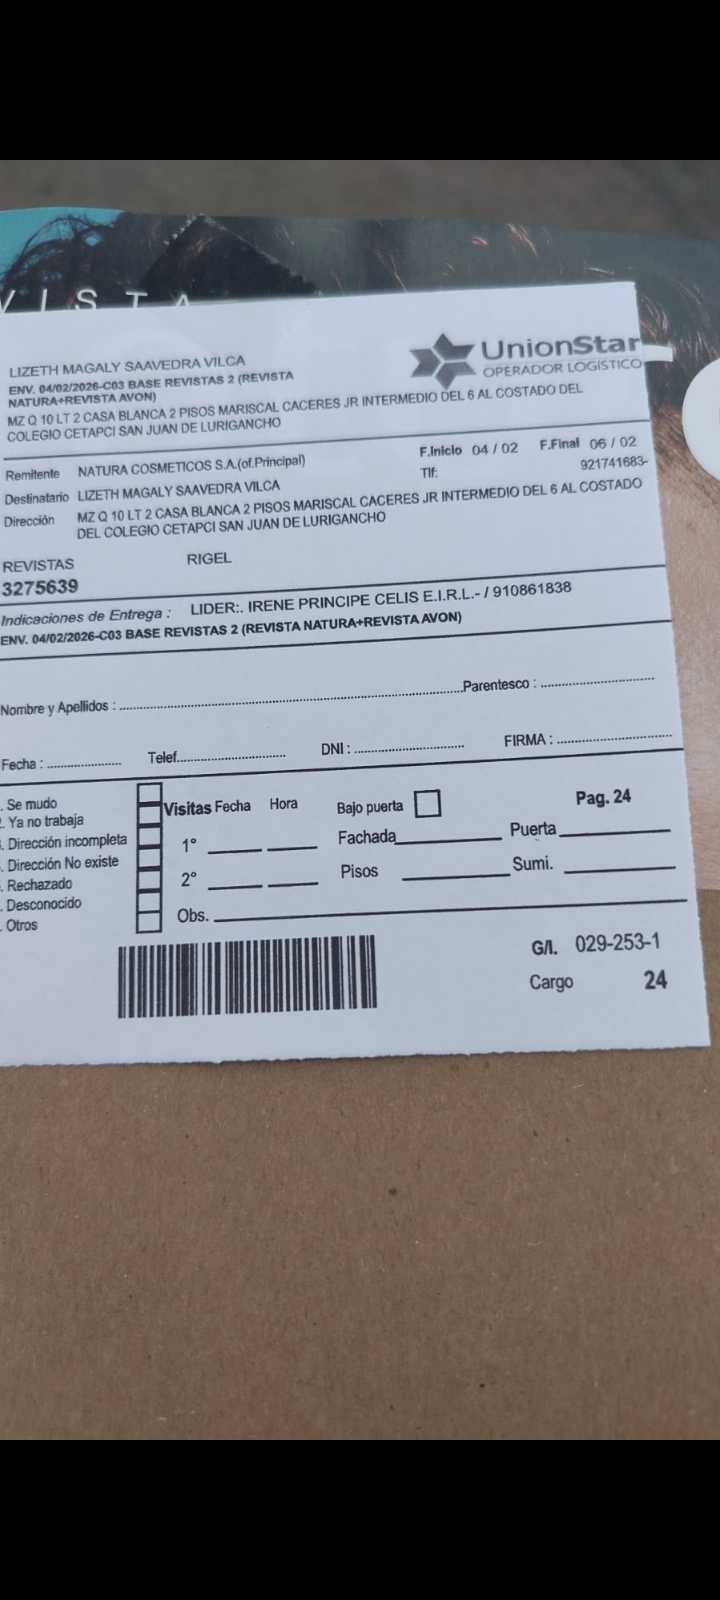 VISTA
LIZETH MAGALY SAAVEDRA VILCA
ENV. 04/02/2026-C03 BASE REVISTAS 2 (REVISTA
NATURA+REVISTA AVON)
UnionStar
OPERADOR LOGÍSTICO
MZ Q 10 LT 2 CASA BLANCA 2 PISOS MARISCAL CACERES JR INTERMEDIO DEL 6 AL COSTADO DEL
COLEGIO CETAPCI SAN JUAN DE LURIGANCHO
Remitente NATURA COSMETICOS S.A.(of.Principal)
F.Inicio 04 / 02 F.Final 06 / 02
Destinatario LIZETH MAGALY SAAVEDRA VILCA
Tlf: 921741683-
Dirección MZ Q 10 LT 2 CASA BLANCA 2 PISOS MARISCAL CACERES JR INTERMEDIO DEL 6 AL COSTADO
DEL COLEGIO CETAPCI SAN JUAN DE LURIGANCHO
REVISTAS RIGEL
3275639
Indicaciones de Entrega : LIDER:. IRENE PRINCIPE CELIS E.I.R.L.- / 910861838
ENV. 04/02/2026-C03 BASE REVISTAS 2 (REVISTA NATURA+REVISTA AVON)
Nombre y Apellidos : Parentesco :
Fecha : Telef. DNI : FIRMA :
. Se mudo
. Ya no trabaja
. Dirección incompleta
. Dirección No existe
. Rechazado
. Desconocido
. Otros
Visitas Fecha Hora Bajo puerta Pag. 24
1° Fachada Puerta
2° Pisos Sumi.
Obs.
G/I. 029-253-1
Cargo 24